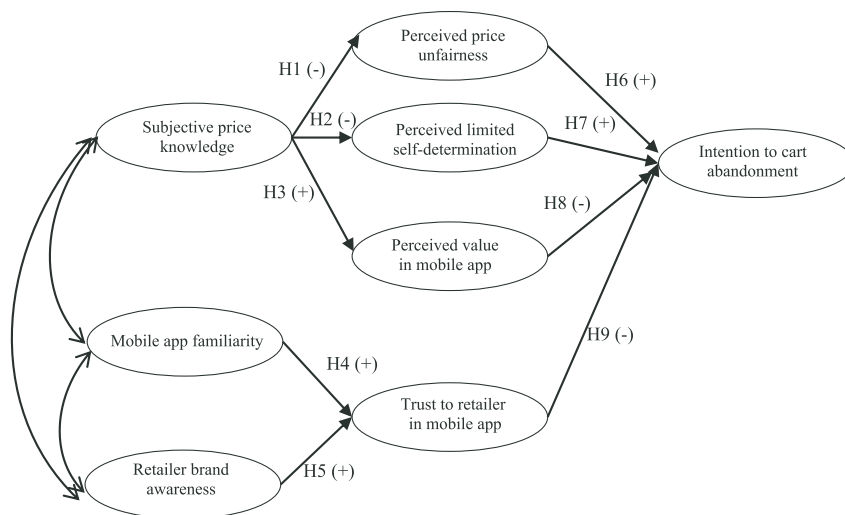 Perceived price
unfairness
H1 (-)
H6 (+)
H2 (-)
H7 (+)
Subjective price
knowledge
Perceived limited
self-determination
Intention to cart
abandonment
H3 (+)
H8 (-)
Perceived value
in mobile app
Mobile app familiarity
H9 (-)
H4 (+)
Trust to retailer
in mobile app
Retailer brand
awareness
H5 (+)